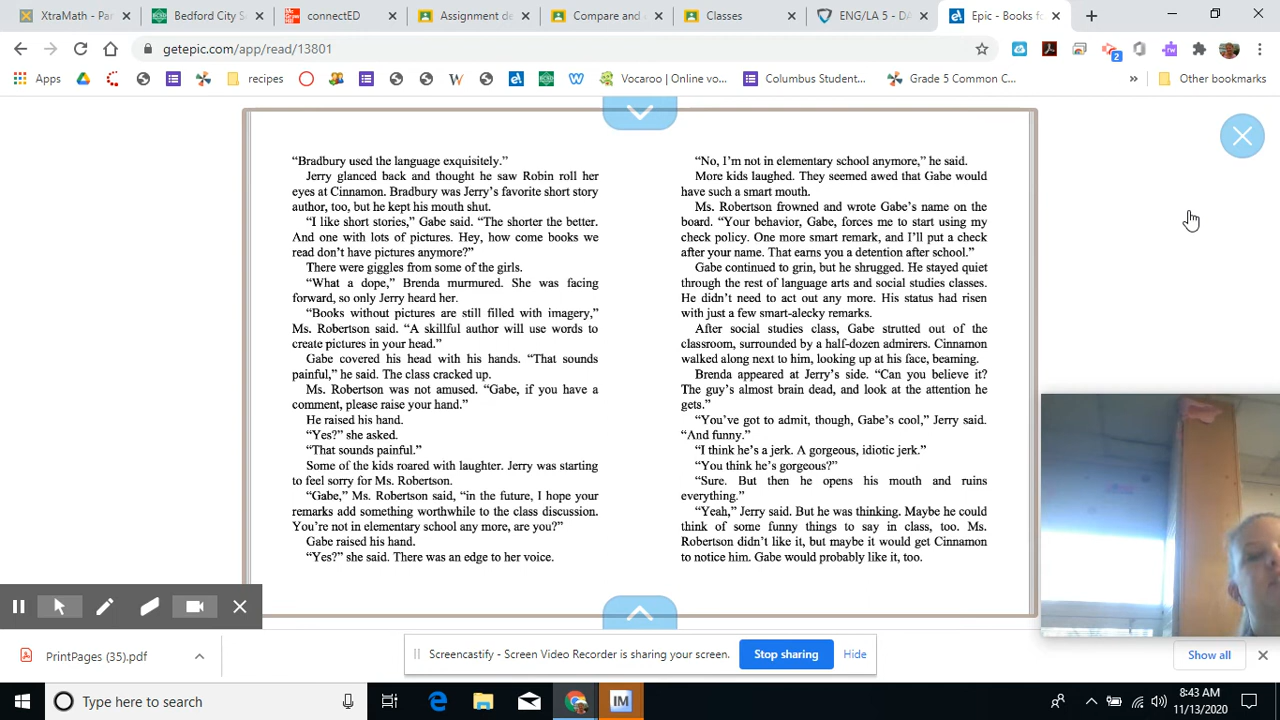 XtraMath - Pa
Bedford City S
connectED
Assignment de
Compare and
Classes
ENG/LA 5 - DA
Epic - Books fo
getepic.com/app/read/13801
2
Apps
recipes
Vocaroo | Online vo...
Columbus Student...
Grade 5 Common C...
»
Other bookmarks
“Bradbury used the language exquisitely.”
Jerry glanced back and thought he saw Robin roll her
eyes at Cinnamon. Bradbury was Jerry’s favorite short story
author, too, but he kept his mouth shut.
“I like short stories,” Gabe said. “The shorter the better.
And one with lots of pictures. Hey, how come books we
read don’t have pictures anymore?”
There were giggles from some of the girls.
“What a dope,” Brenda murmured. She was facing
forward, so only Jerry heard her.
“Books without pictures are still filled with imagery,”
Ms. Robertson said. “A skillful author will use words to
create pictures in your head.”
Gabe covered his head with his hands. “That sounds
painful,” he said. The class cracked up.
Ms. Robertson was not amused. “Gabe, if you have a
comment, please raise your hand.”
He raised his hand.
“Yes?” she asked.
“That sounds painful.”
Some of the kids roared with laughter. Jerry was starting
to feel sorry for Ms. Robertson.
“Gabe,” Ms. Robertson said, “in the future, I hope your
remarks add something worthwhile to the class discussion.
You’re not in elementary school any more, are you?”
Gabe raised his hand.
“Yes?” she said. There was an edge to her voice.
“No, I’m not in elementary school anymore,” he said.
More kids laughed. They seemed awed that Gabe would
have such a smart mouth.
Ms. Robertson frowned and wrote Gabe’s name on the
board. “Your behavior, Gabe, forces me to start using my
check policy. One more smart remark, and I’ll put a check
after your name. That earns you a detention after school.”
Gabe continued to grin, but he shrugged. He stayed quiet
through the rest of language arts and social studies classes.
He didn’t need to act out any more. His status had risen
with just a few smart-alecky remarks.
After social studies class, Gabe strutted out of the
classroom, surrounded by a half-dozen admirers. Cinnamon
walked along next to him, looking up at his face, beaming.
Brenda appeared at Jerry’s side. “Can you believe it?
The guy’s almost brain dead, and look at the attention he
gets.”
“You’ve got to admit, though, Gabe’s cool,” Jerry said.
“And funny.”
“I think he’s a jerk. A gorgeous, idiotic jerk.”
“You think he’s gorgeous?”
“Sure. But then he opens his mouth and ruins
everything.”
“Yeah,” Jerry said. But he was thinking. Maybe he could
think of some funny things to say in class, too. Ms.
Robertson didn’t like it, but maybe it would get Cinnamon
to notice him. Gabe would probably like it, too.
PrintPages (35).pdf
Screencastify - Screen Video Recorder is sharing your screen.
Stop sharing
Hide
Show all
Type here to search
IM
8:43 AM
11/13/2020